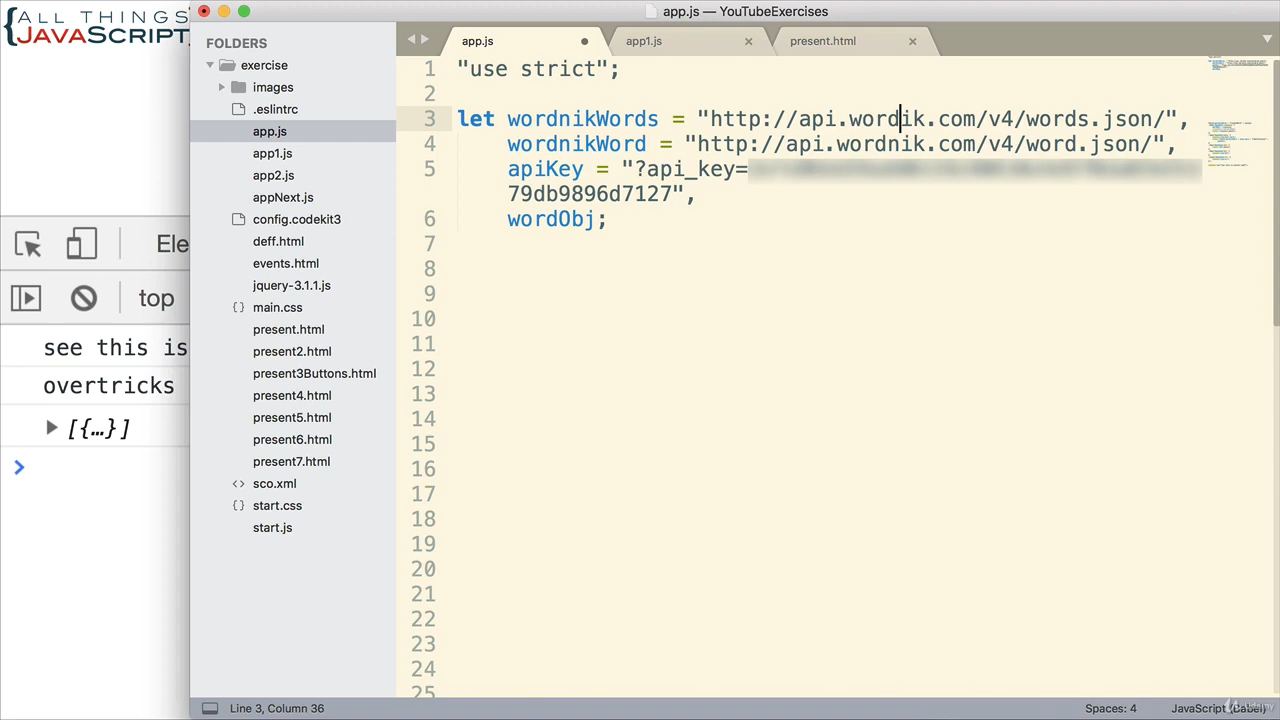 ALL THINGS
JAVASCRIPT
app.js — YouTubeExercises
FOLDERS
exercise
images
.eslintrc
app.js
app1.js
app2.js
appNext.js
config.codekit3
deff.html
events.html
jquery-3.1.1.js
main.css
present.html
present2.html
present3Buttons.html
present4.html
present5.html
present6.html
present7.html
sco.xml
start.css
start.js
app.js
app1.js
present.html
1 "use strict";
2
3 let wordnikWords = "http://api.wordik.com/v4/words.json/",
4 wordnikWord = "http://api.wordnik.com/v4/word.json/",
5 apiKey = "?api_key=
79db9896d7127",
6 wordObj;
7
8
9
10
11
12
13
14
15
16
17
18
19
20
21
22
23
24
25
Ele
top
see this is
overtricks
[{…}]
Line 3, Column 36
Spaces: 4
JavaScript (Babel)